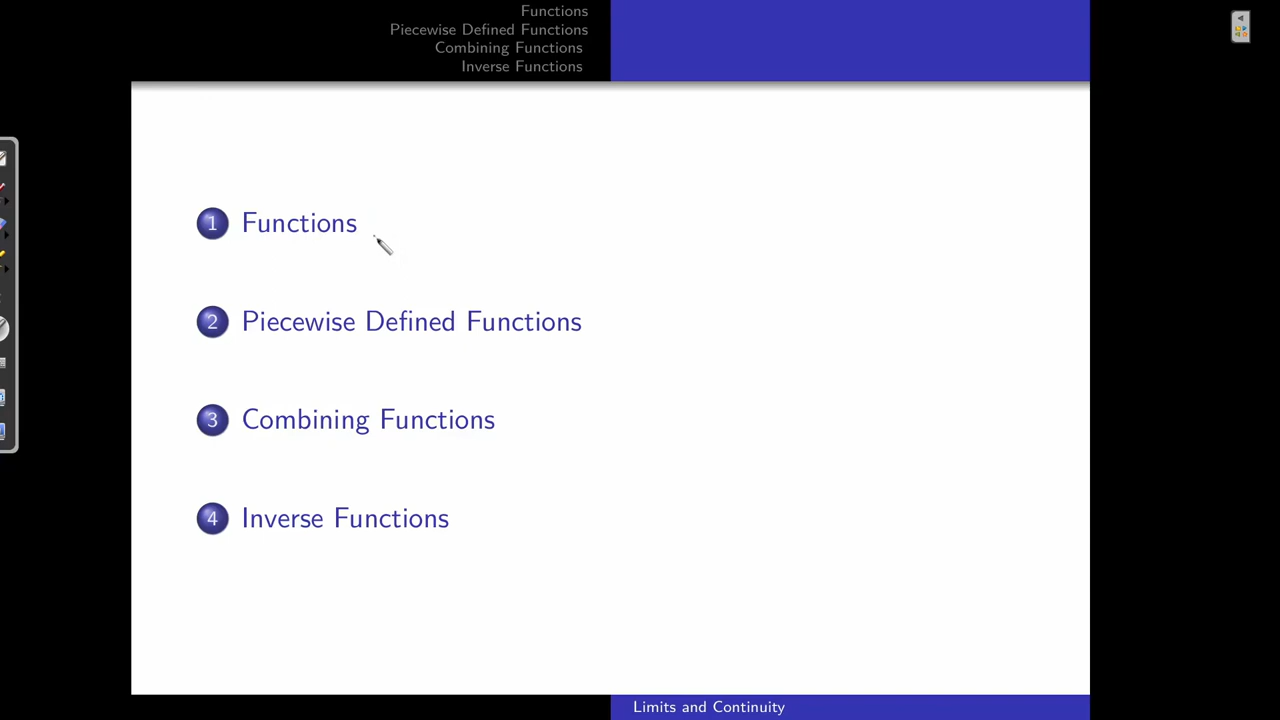 Functions
Piecewise Defined Functions
Combining Functions
Inverse Functions
1 Functions
2 Piecewise Defined Functions
3 Combining Functions
4 Inverse Functions
Limits and Continuity